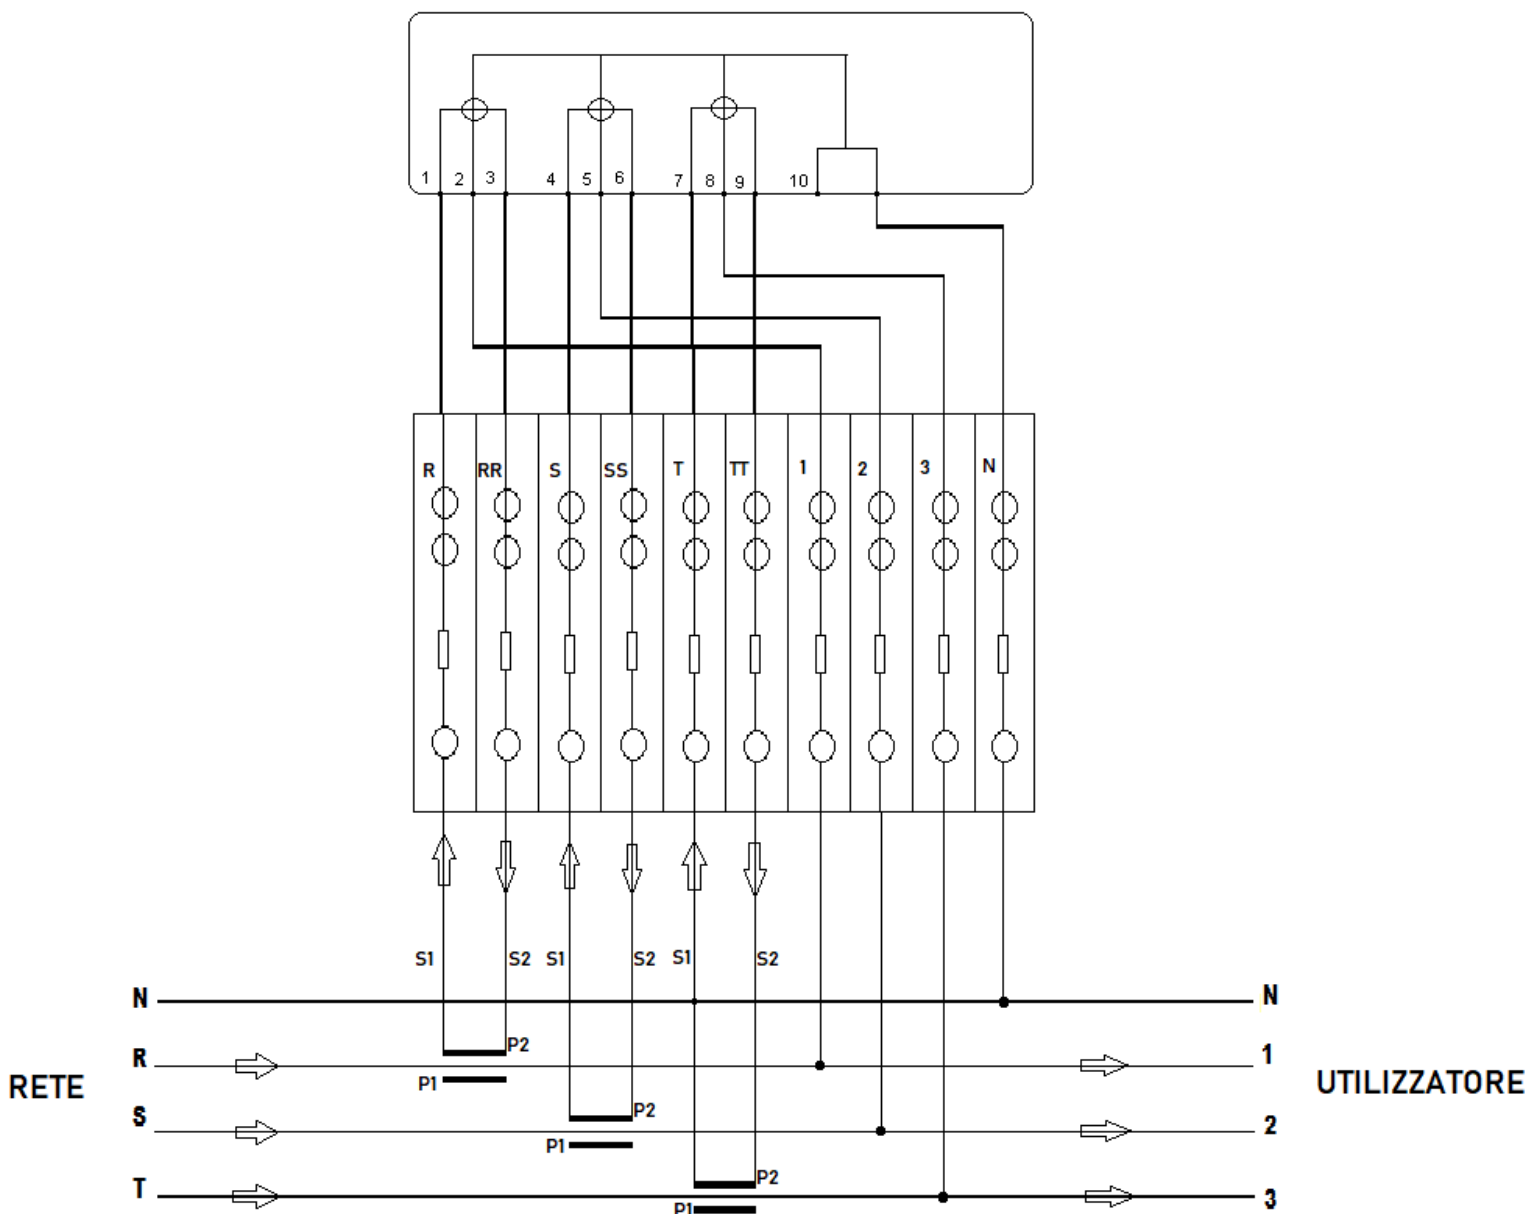 1 2 3 4 5 6 7 8 9 10
R RR S SS T TT 1 2 3 N
S1 S2 S1 S2 S1 S2
N N
P2
R 1
RETE P1 UTILIZZATORE
P2
S 2
P1
P2
T 3
P1